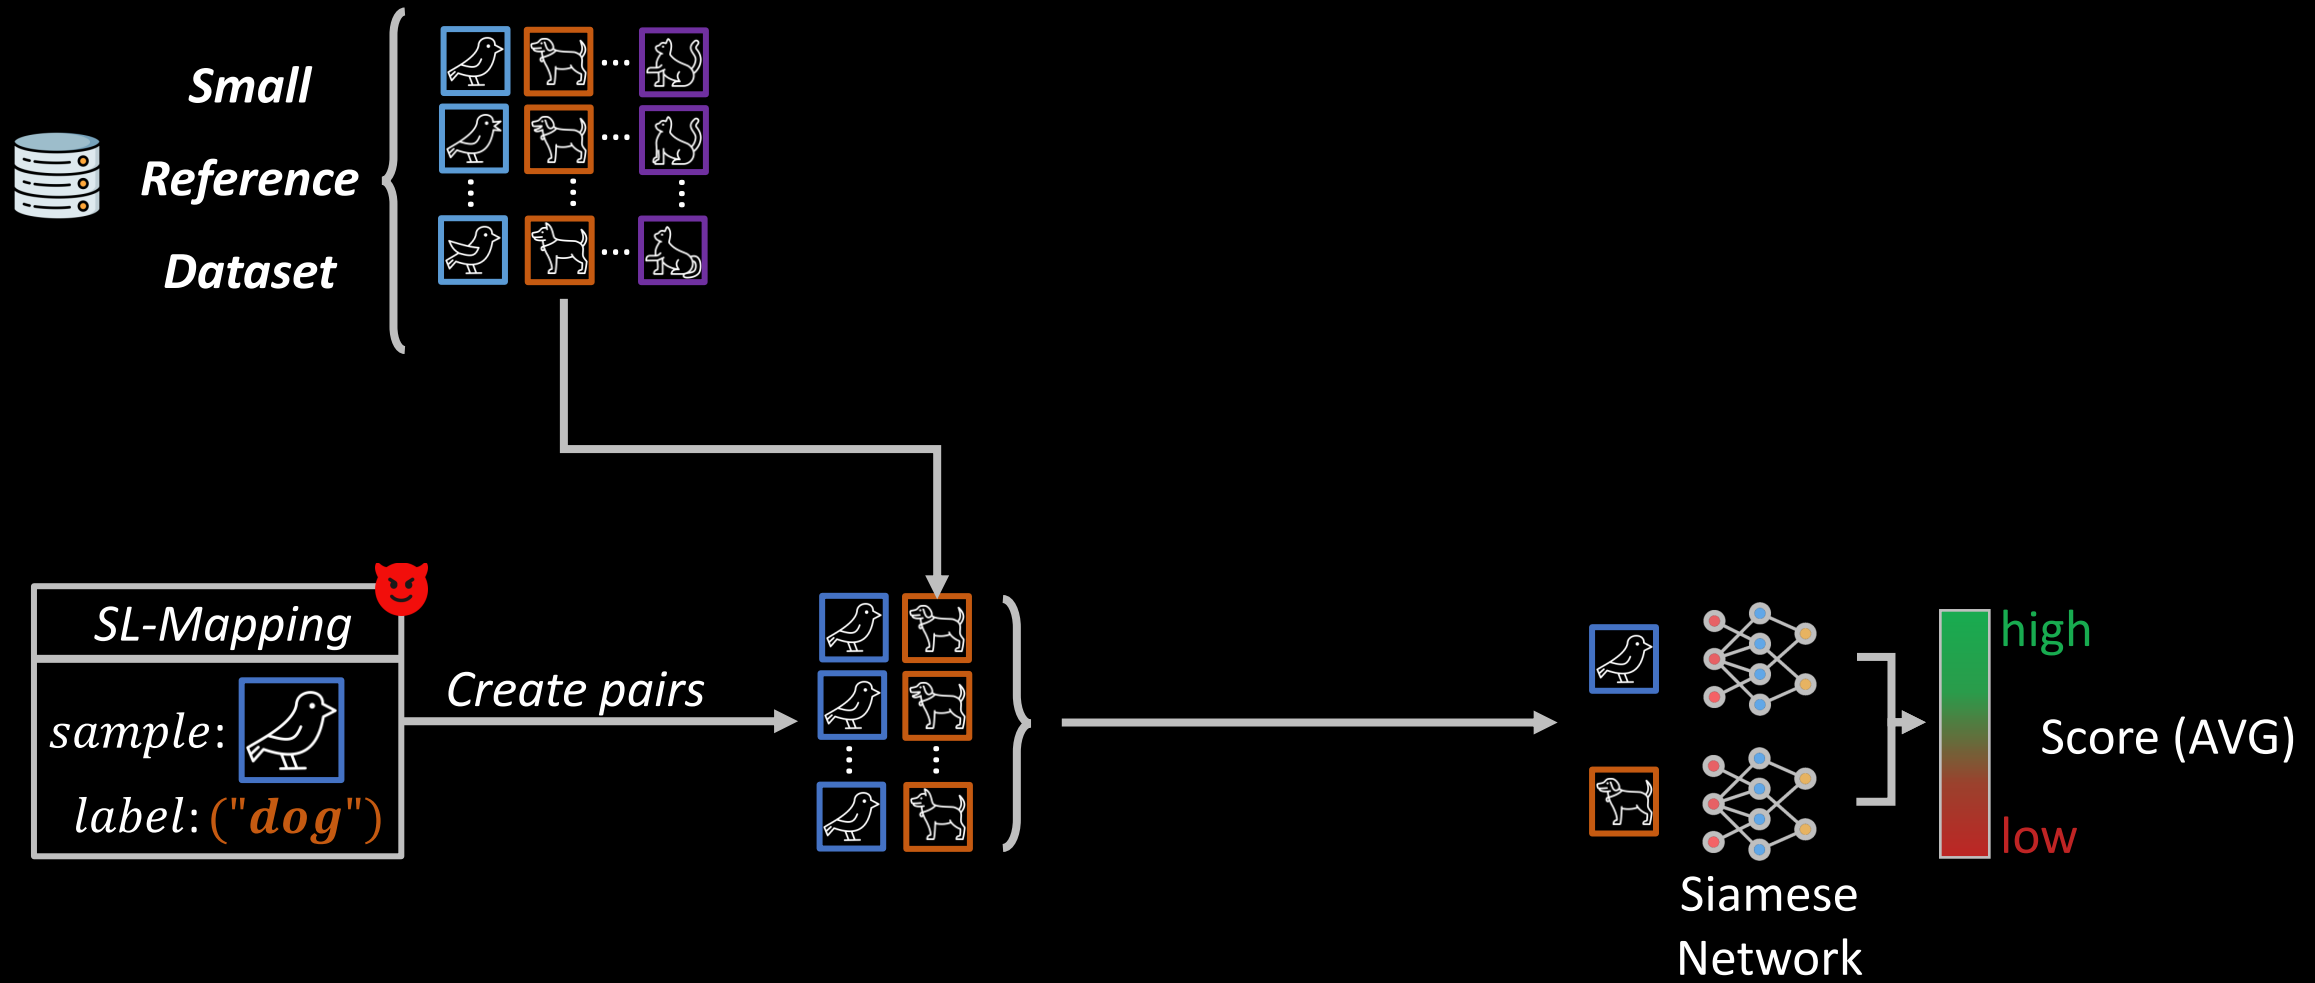 Small
Reference
Dataset
SL-Mapping
sample:
label: ("dog")
Create pairs
Siamese
Network
high
Score (AVG)
low